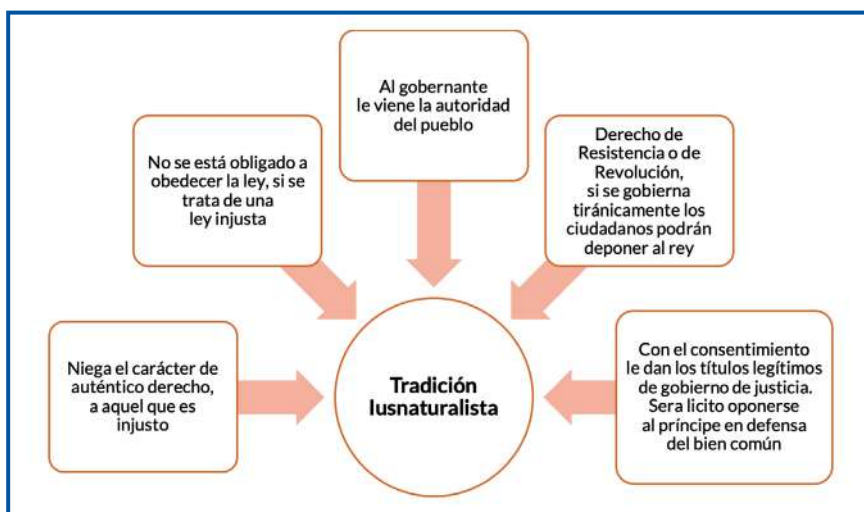 Al gobernante
le viene la autoridad
del pueblo
No se está obligado a
obedecer la ley, si se
trata de una
ley injusta
Derecho de
Resistencia o de
Revolución,
si se gobierna
tiránicamente los
ciudadanos podrán
deponer al rey
Niega el carácter de
auténtico derecho,
a aquel que es
injusto
Tradición
Iusnaturalista
Con el consentimiento
le dan los títulos legítimos
de gobierno de justicia.
Sera licito oponerse
al príncipe en defensa
del bien común